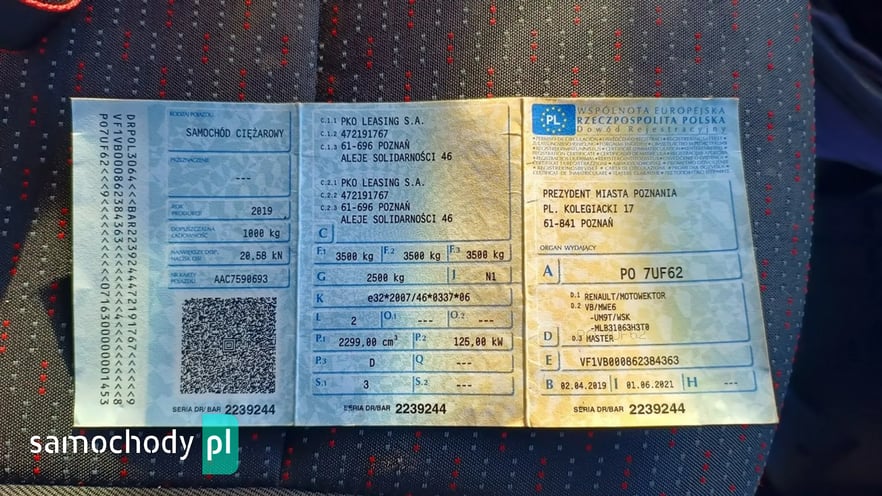 DRPOL3064<<<BAR2239244472191767<<<<<9
VF1VB000862384363<<<<<<<<<<<<<<<<<<8
PO7UF62<<9<<<<<<<<<<0716300000001453
RODZAJ POJAZDU
SAMOCHÓD CIĘŻAROWY
PRZEZNACZENIE
---
ROK PRODUKCJI 2019
DOPUSZCZALNA ŁADOWNOŚĆ 1000 kg
NAJWIĘKSZY DOP. NACISK OSI 20,58 kN
NR KARTY POJAZDU AAC7590693
SERIA DR/BAR 2239244
C.1.1 PKO LEASING S.A.
C.1.2 472191767
C.1.3 61-696 POZNAŃ
ALEJE SOLIDARNOŚCI 46
C.2.1 PKO LEASING S.A.
C.2.2 472191767
C.2.3 61-696 POZNAŃ
ALEJE SOLIDARNOŚCI 46
C
F.1 3500 kg F.2 3500 kg F.3 3500 kg
G 2500 kg J N1
K e32*2007/46*0337*06
L 2 O.1 --- O.2 ---
P.1 2299,00 cm³ P.2 125,00 kW
P.3 D Q ---
S.1 3 S.2 ---
SERIA DR/BAR 2239244
PL
WSPÓLNOTA EUROPEJSKA
RZECZPOSPOLITA POLSKA
Dowód Rejestracyjny
PREZYDENT MIASTA POZNANIA
PL. KOLEGIACKI 17
61-841 POZNAŃ
ORGAN WYDAJĄCY
A PO 7UF62
D.1 RENAULT/MOTOWEKTOR
D.2 VB/MWE6
-UM9T/WSK
-MLB31063H3T0
D D.3 MASTER
E VF1VB000862384363
B 02.04.2019 I 01.06.2021 H ---
SERIA DR/BAR 2239244
samochody pl